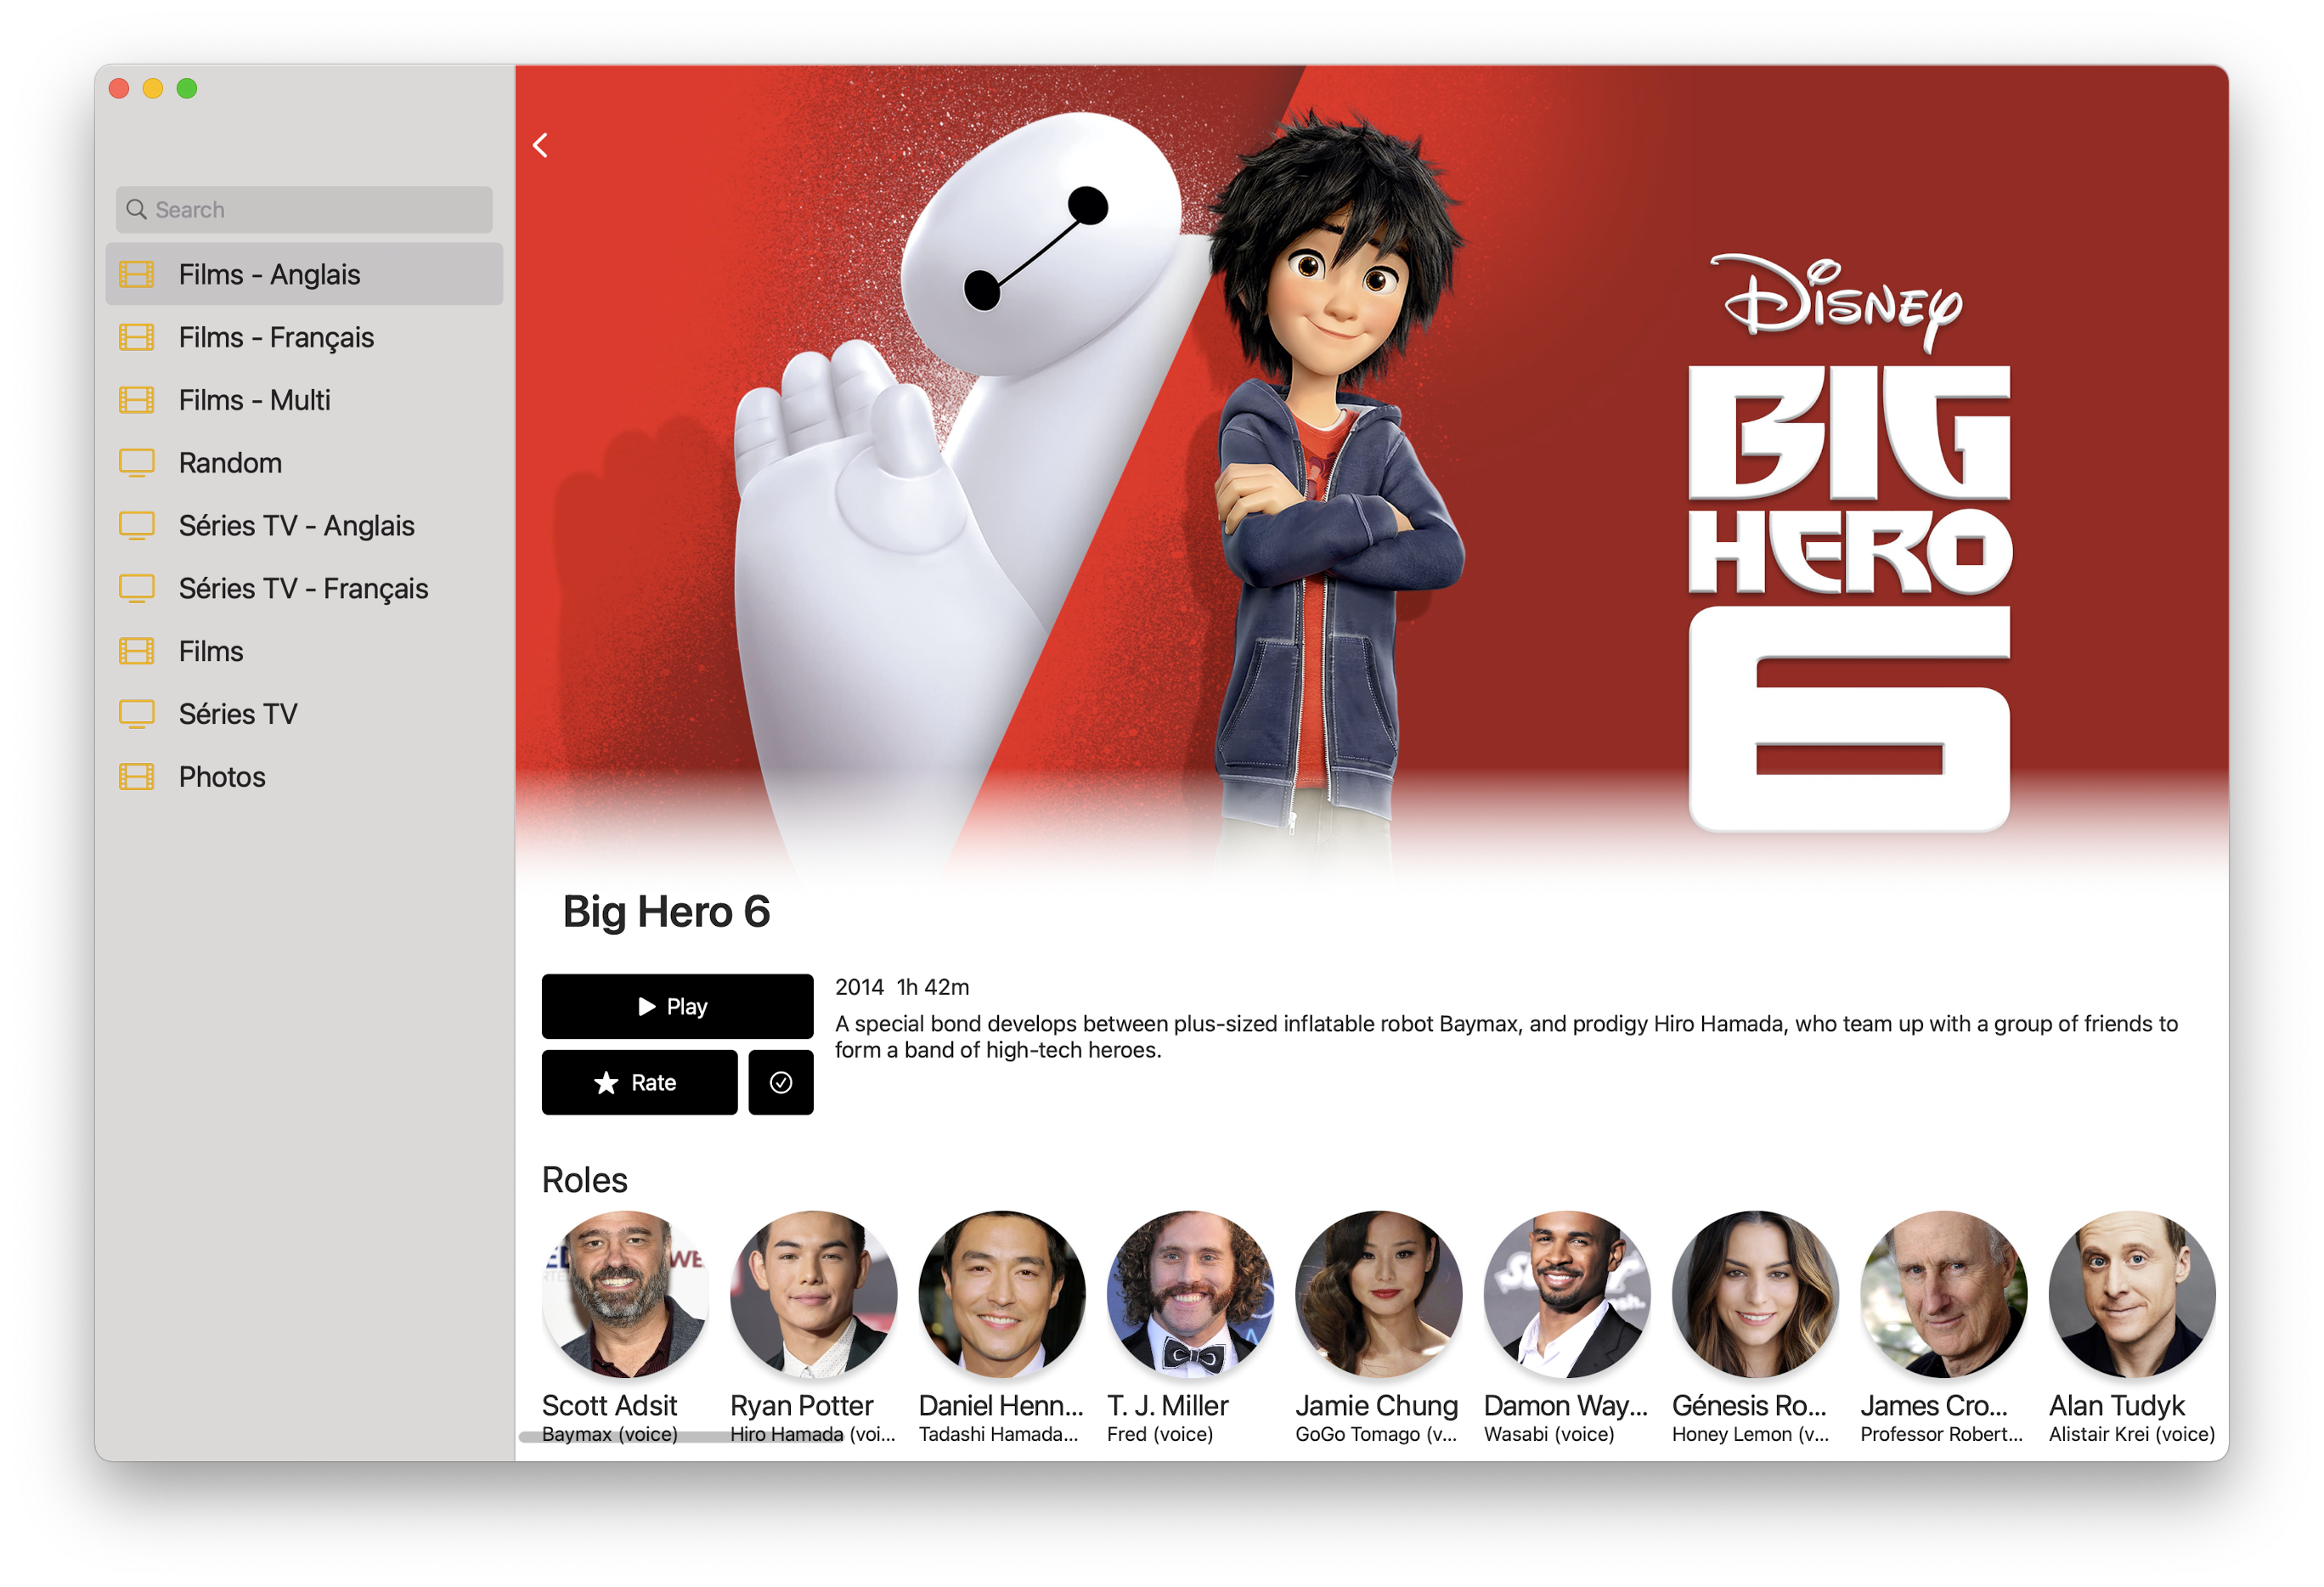 Search
Films - Anglais
Films - Français
Films - Multi
Random
Séries TV - Anglais
Séries TV - Français
Films
Séries TV
Photos
DISNEY
BIG
HERO
6
Big Hero 6
Play
Rate
2014 1h 42m
A special bond develops between plus-sized inflatable robot Baymax, and prodigy Hiro Hamada, who team up with a group of friends to
form a band of high-tech heroes.
Roles
Scott Adsit
Baymax (voice)
Ryan Potter
Hiro Hamada (voi...
Daniel Henn...
Tadashi Hamada...
T. J. Miller
Fred (voice)
Jamie Chung
GoGo Tomago (v...
Damon Way...
Wasabi (voice)
Génesis Ro...
Honey Lemon (v...
James Cro...
Professor Robert...
Alan Tudyk
Alistair Krei (voice)